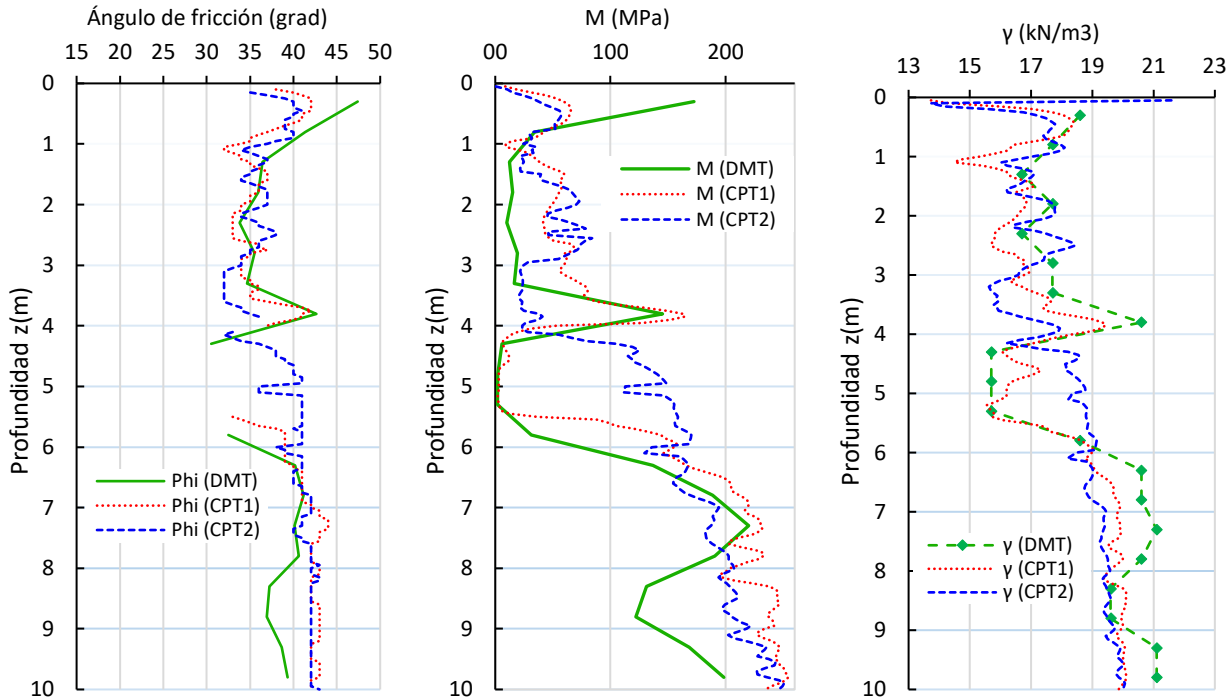 Ángulo de fricción (grad)
15 20 25 30 35 40 45 50
0
1
2
3
4
5
6
7
8
9
10
Profundidad z(m)
Phi (DMT)
Phi (CPT1)
Phi (CPT2)
M (MPa)
00 100 200
0
1
2
3
4
5
6
7
8
9
10
Profundidad z(m)
M (DMT)
M (CPT1)
M (CPT2)
γ (kN/m3)
13 15 17 19 21 23
0
1
2
3
4
5
6
7
8
9
10
Profundidad z(m)
γ (DMT)
γ (CPT1)
γ (CPT2)